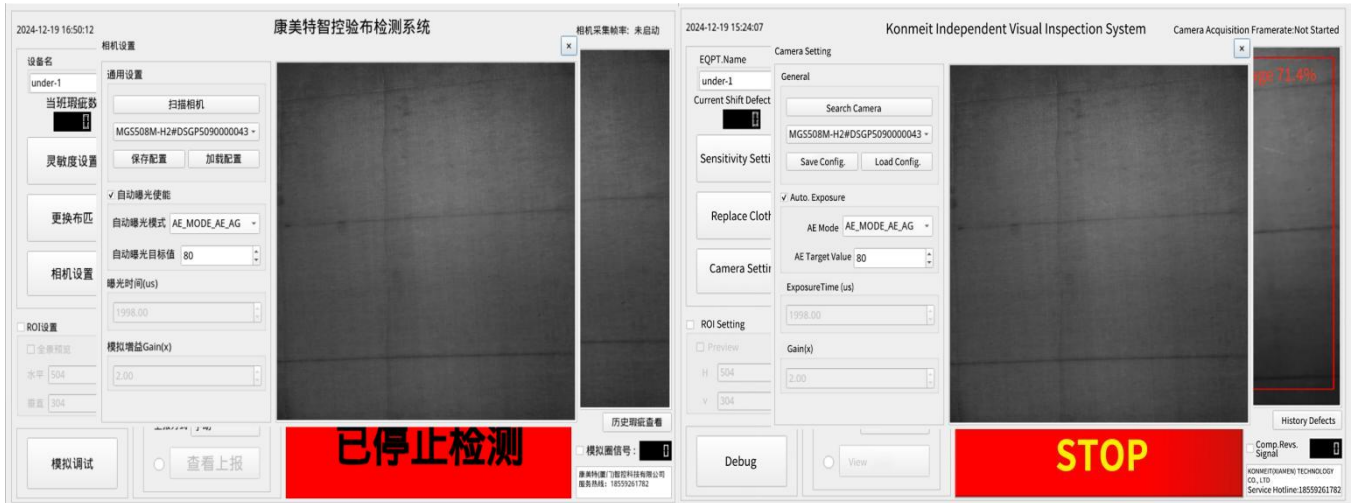 2024-12-19 16:50:12
康美特智控验布检测系统
相机采集帧率: 未启动
相机设置
×
设备名
under-1
当班瑕疵数
0
灵敏度设置
更换布匹
相机设置
ROI设置
全景预览
水平 504
垂直 304
模拟调试
通用设置
扫描相机
MGS508M-H2#DSGP5090000043
保存配置 加载配置
自动曝光使能
自动曝光模式 AE_MODE_AE_AG
自动曝光目标值 80
曝光时间(us)
1998.00
模拟增益Gain(x)
2.00
查看上报
已停止检测
历史瑕疵查看
模拟圈信号: 0
康美特(厦门)智控科技有限公司
服务热线: 18559261782
2024-12-19 15:24:07
Konmeit Independent Visual Inspection System
Camera Acquisition Framerate:Not Started
Camera Setting
×
EQPT.Name
under-1
Current Shift Defect
0
Sensitivity Setti
Replace Cloth
Camera Settin
ROI Setting
Preview
H 504
V 304
Debug
General
Search Camera
MGS508M-H2#DSGP5090000043
Save Config. Load Config.
Auto. Exposure
AE Mode AE_MODE_AE_AG
AE Target Value 80
ExposureTime (us)
1998.00
Gain(x)
2.00
71.4%
View
STOP
History Defects
Comp.Revs.
Signal 0
KONMEIT(XIAMEN) TECHNOLOGY
CO., LTD
Service Hotline:18559261782